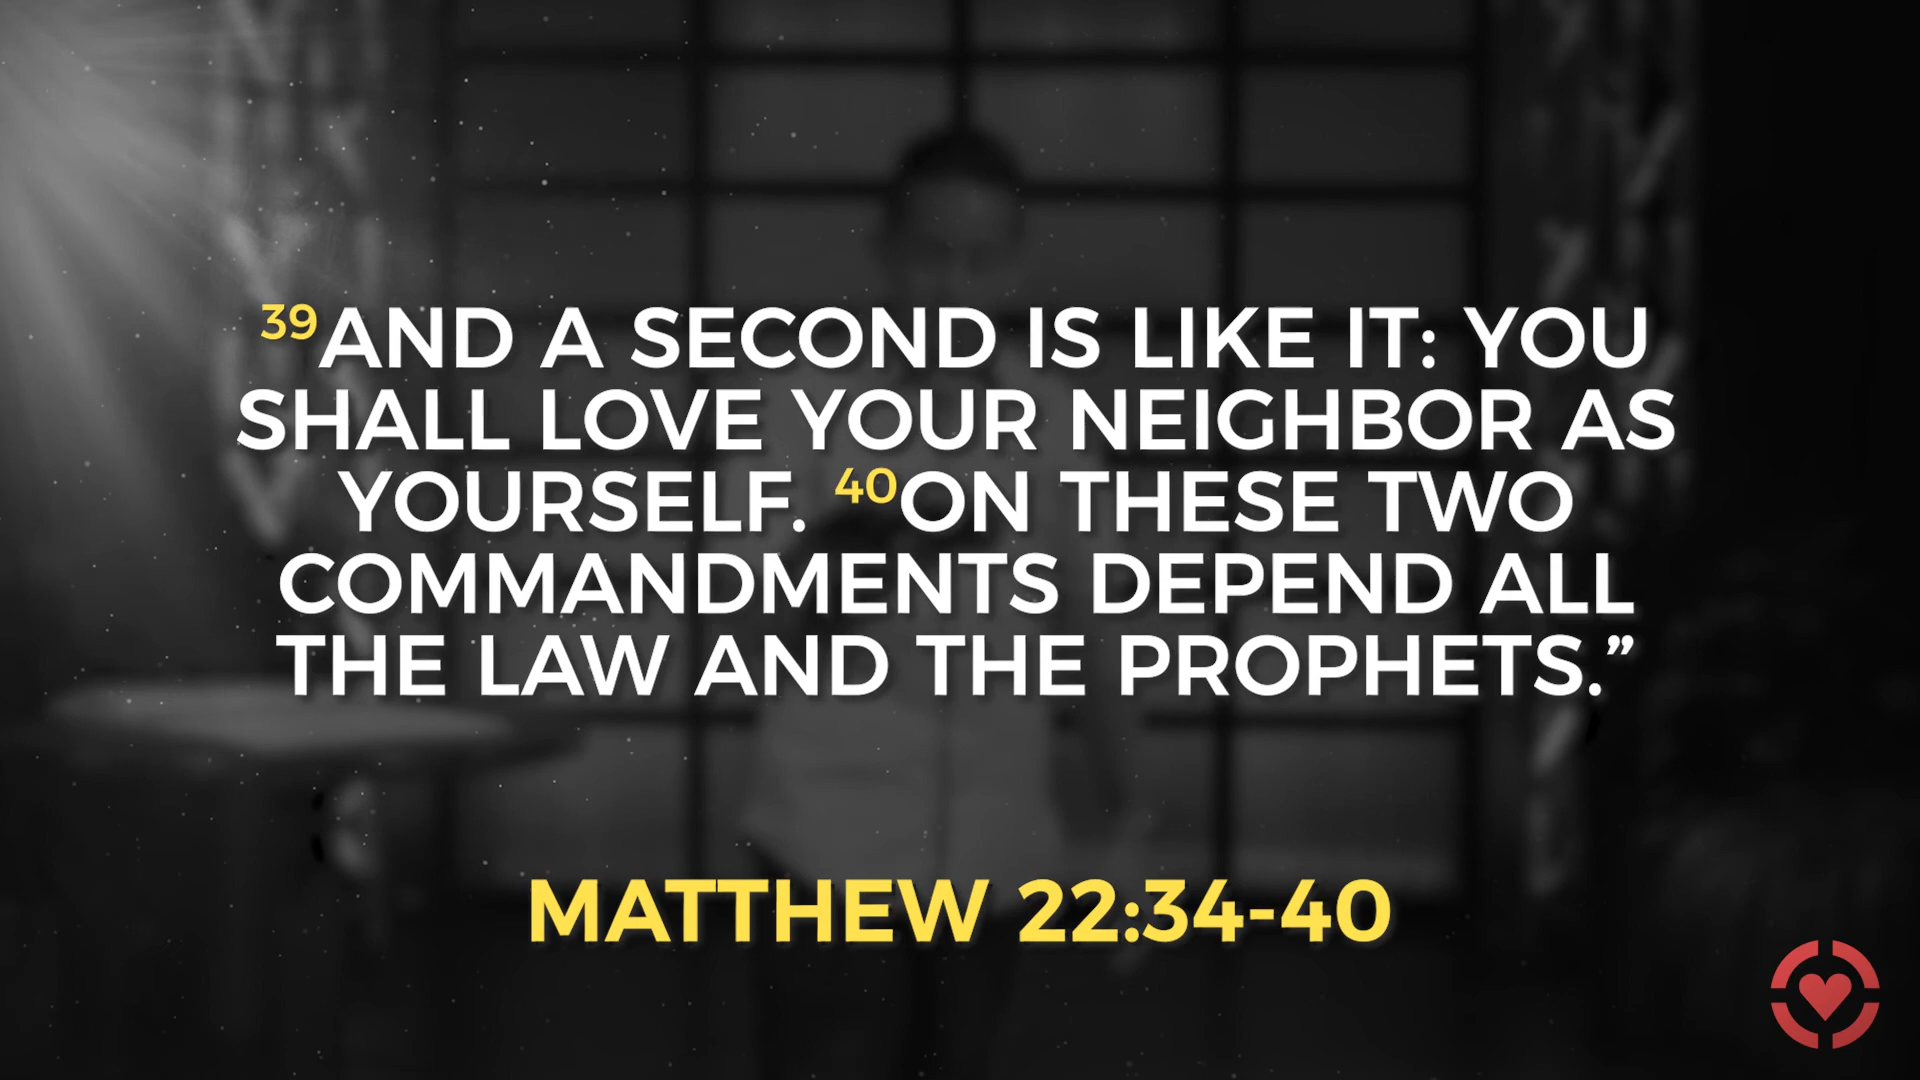 39AND A SECOND IS LIKE IT: YOU
SHALL LOVE YOUR NEIGHBOR AS
YOURSELF. 40ON THESE TWO
COMMANDMENTS DEPEND ALL
THE LAW AND THE PROPHETS.”
MATTHEW 22:34-40